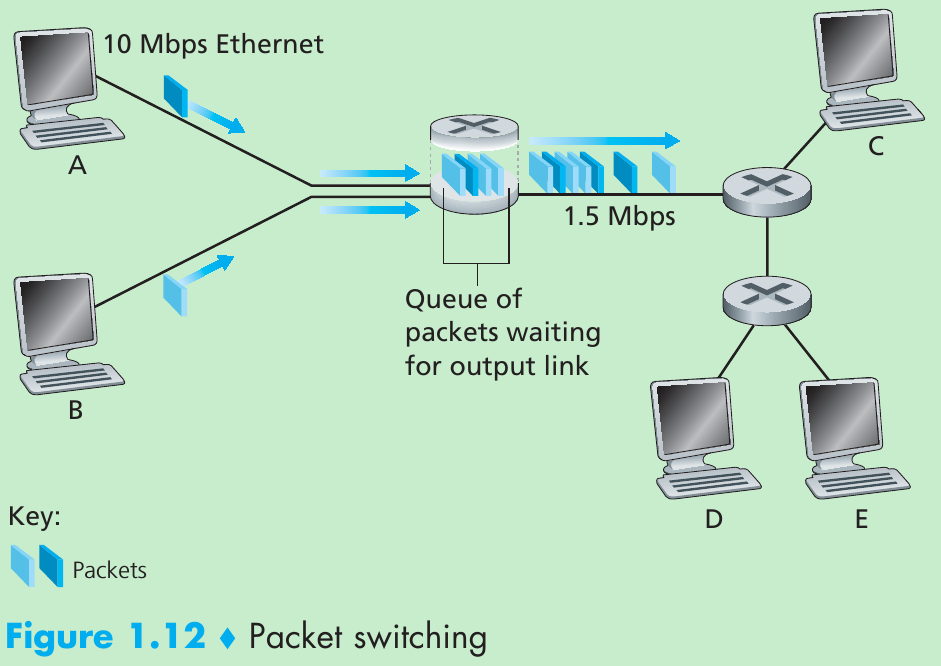 10 Mbps Ethernet
A
C
1.5 Mbps
Queue of
packets waiting
for output link
B
D
E
Key:
Packets
Figure 1.12 ♦ Packet switching